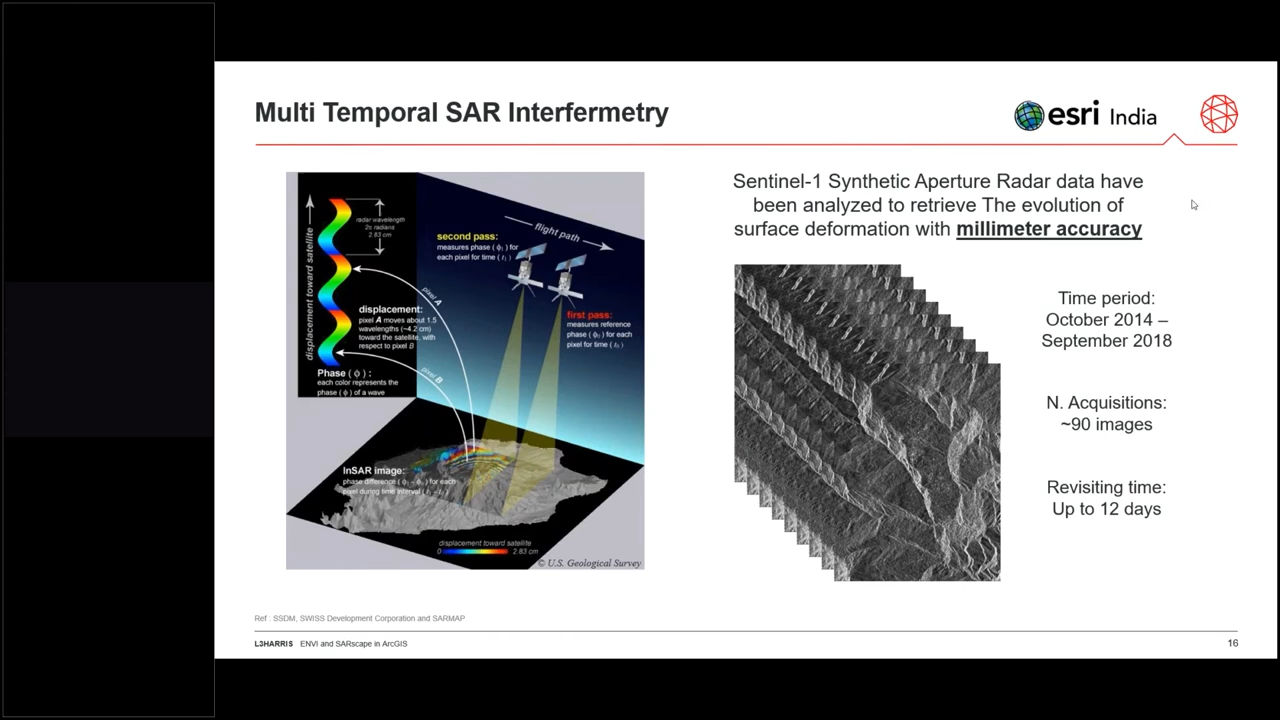 Multi Temporal SAR Interfermetry
esri India
displacement toward satellite
radar wavelength
2π radians
2.83 cm
second pass:
measures phase ( ϕ₁ ) for
each pixel for time ( t₁ )
flight path
pixel A
displacement:
pixel A moves about 1.5
wavelengths (~4.2 cm)
toward the satellite, with
respect to pixel B
first pass:
measures reference
phase ( ϕ₀ ) for each
pixel for time ( t₀ )
pixel B
Phase ( ϕ ) :
each color represents the
phase ( ϕ ) of a wave
InSAR image:
phase difference ( ϕ₁ – ϕ₀ ) for each
pixel during time interval ( t₁ – t₀ )
displacement toward satellite
0 2.83 cm
© U.S. Geological Survey
Sentinel-1 Synthetic Aperture Radar data have
been analyzed to retrieve The evolution of
surface deformation with millimeter accuracy
Time period:
October 2014 –
September 2018
N. Acquisitions:
~90 images
Revisiting time:
Up to 12 days
Ref : SSDM, SWISS Development Corporation and SARMAP
L3HARRIS ENVI and SARscape in ArcGIS
16